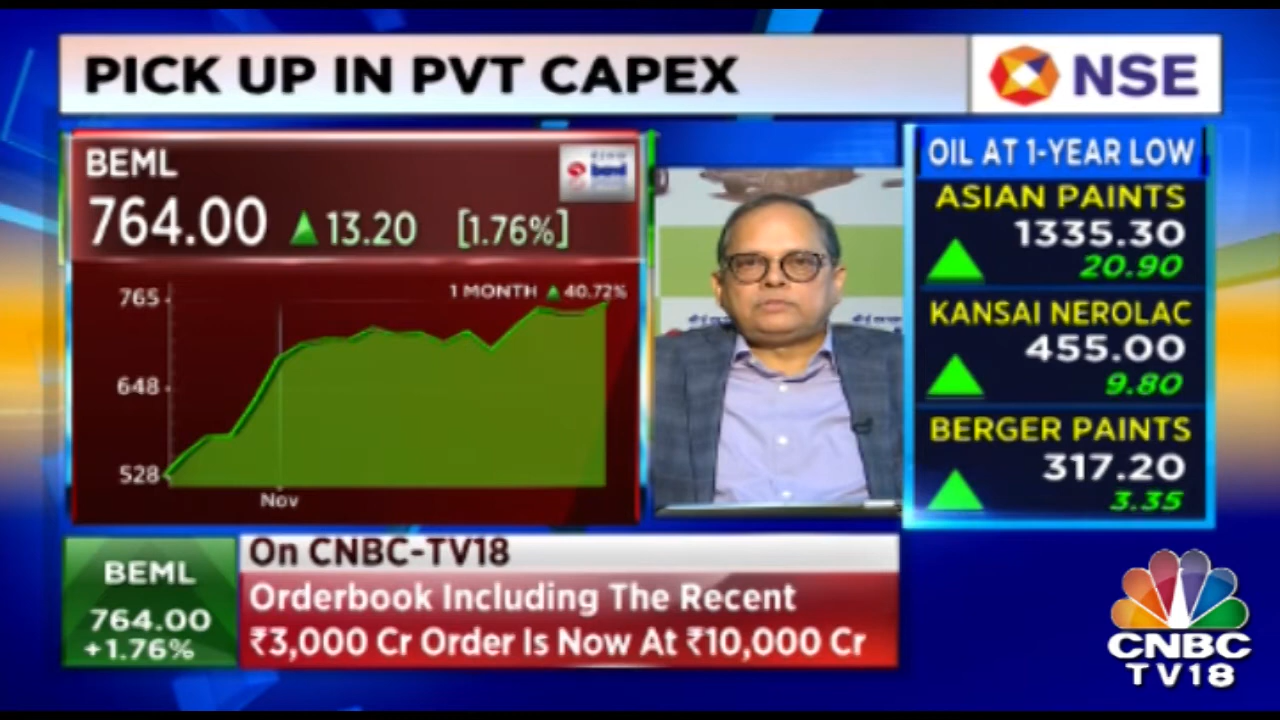 PICK UP IN PVT CAPEX
NSE
BEML
764.00 ▲ 13.20 [1.76%]
1 MONTH ▲ 40.72%
765
648
528
Nov
OIL AT 1-YEAR LOW
ASIAN PAINTS
1335.30
20.90
KANSAI NEROLAC
455.00
9.80
BERGER PAINTS
317.20
3.35
BEML
764.00
+1.76%
On CNBC-TV18
Orderbook Including The Recent
₹3,000 Cr Order Is Now At ₹10,000 Cr
CNBC
TV18